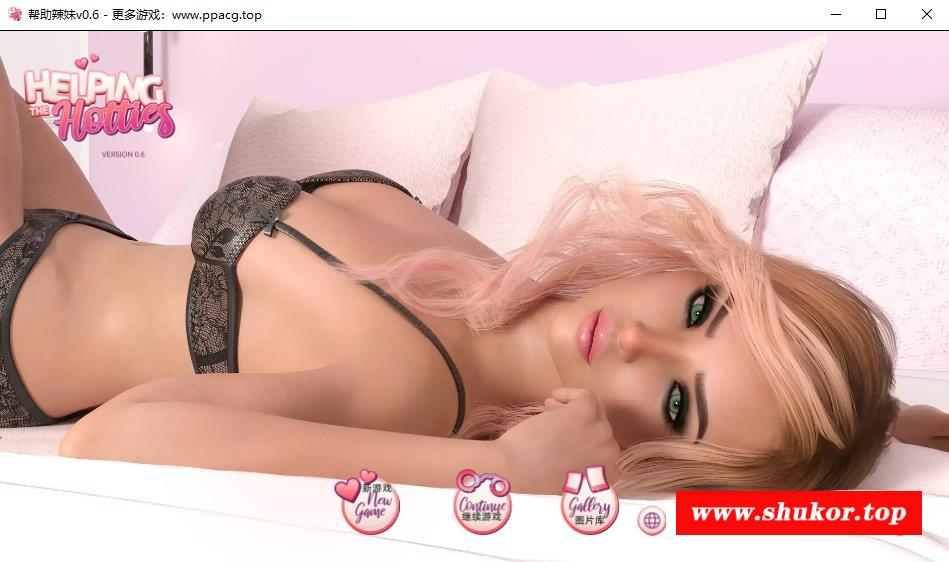 帮助辣妹v0.6 - 更多游戏：www.ppacg.top
HELPING
THE Hotties
VERSION 0.6
新游戏
New
Game
Continue
继续游戏
Gallery
图片库
www.shukor.top